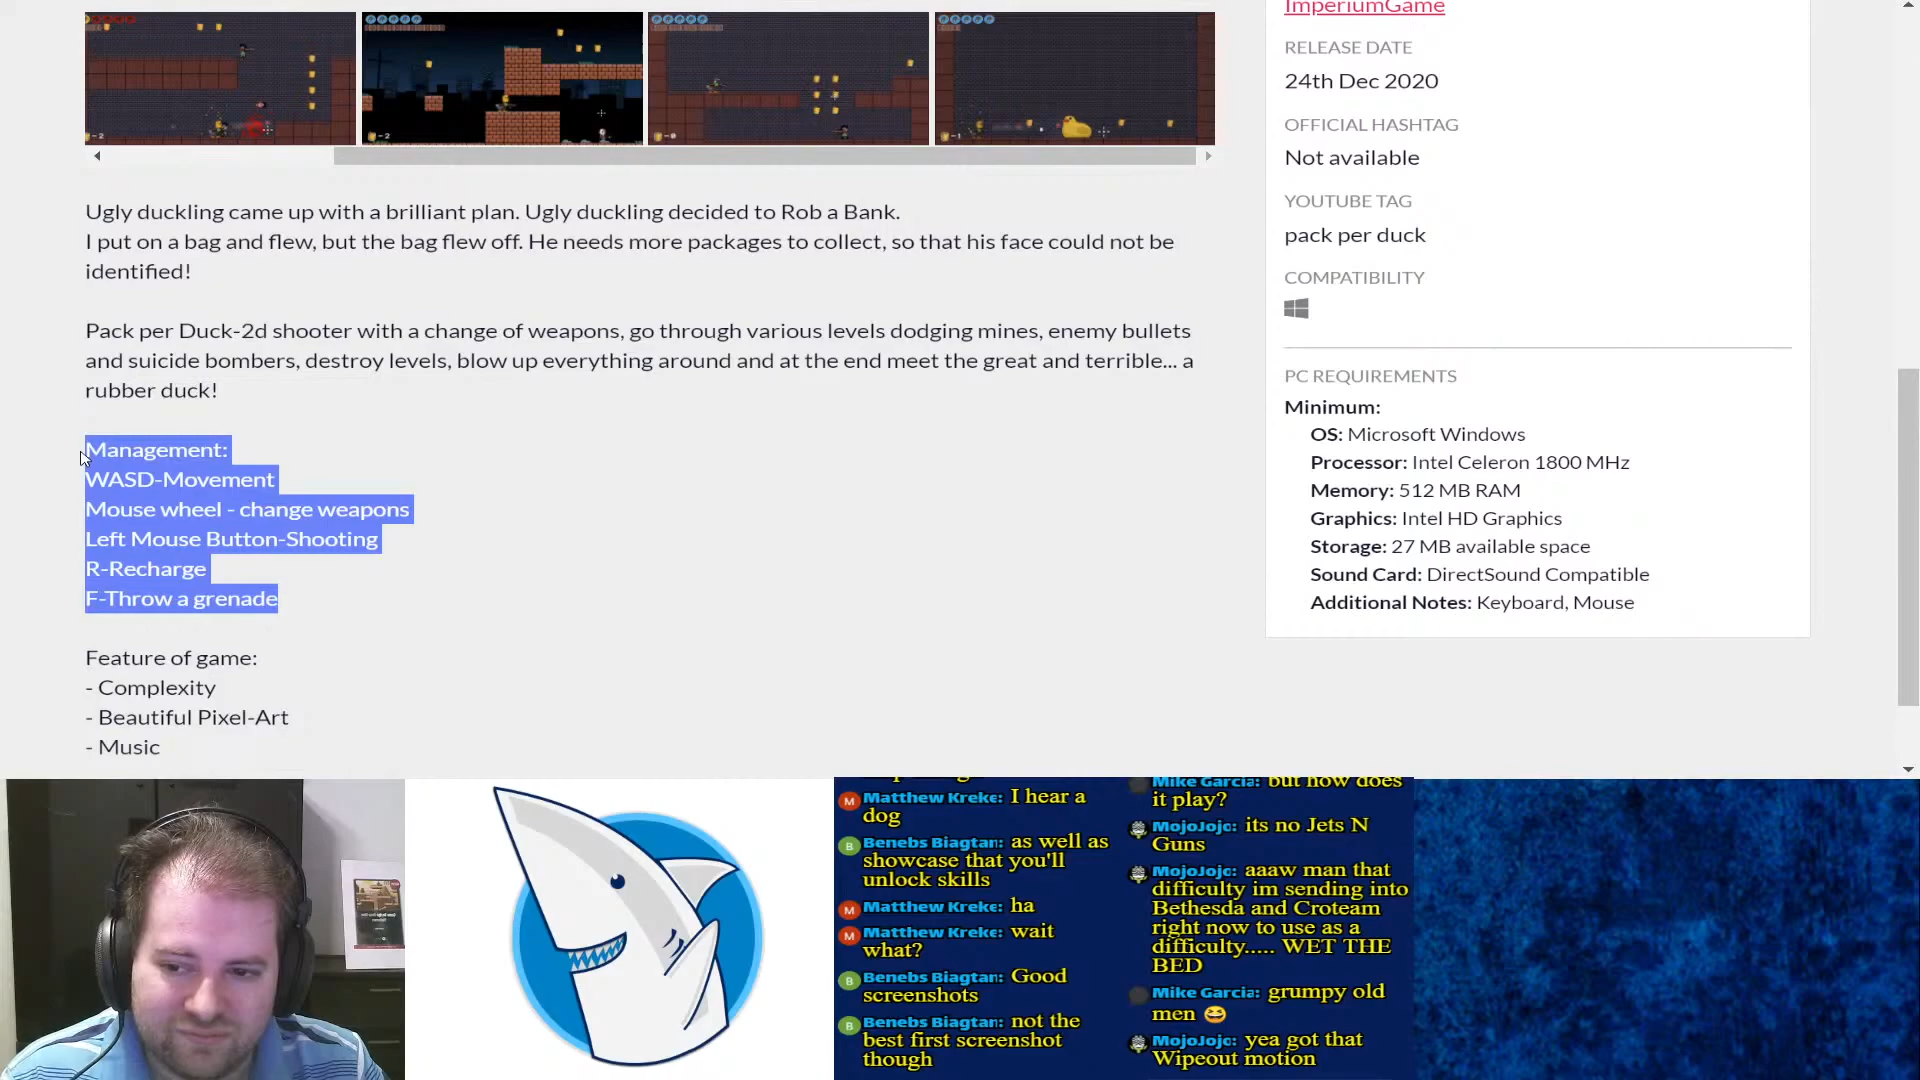 ImperiumGame
RELEASE DATE
24th Dec 2020
OFFICIAL HASHTAG
Not available
YOUTUBE TAG
pack per duck
COMPATIBILITY
PC REQUIREMENTS
Minimum:
OS: Microsoft Windows
Processor: Intel Celeron 1800 MHz
Memory: 512 MB RAM
Graphics: Intel HD Graphics
Storage: 27 MB available space
Sound Card: DirectSound Compatible
Additional Notes: Keyboard, Mouse
Ugly duckling came up with a brilliant plan. Ugly duckling decided to Rob a Bank.
I put on a bag and flew, but the bag flew off. He needs more packages to collect, so that his face could not be
identified!
Pack per Duck-2d shooter with a change of weapons, go through various levels dodging mines, enemy bullets
and suicide bombers, destroy levels, blow up everything around and at the end meet the great and terrible... a
rubber duck!
Management:
WASD-Movement
Mouse wheel - change weapons
Left Mouse Button-Shooting
R-Recharge
F-Throw a grenade
Feature of game:
- Complexity
- Beautiful Pixel-Art
- Music
M Matthew Kreke: I hear a
dog
B Benebs Biagtan: as well as
showcase that you'll
unlock skills
M Matthew Kreke: ha
M Matthew Kreke: wait
what?
B Benebs Biagtan: Good
screenshots
B Benebs Biagtan: not the
best first screenshot
though
Mike Garcia: but how does
it play?
MojoJojo: its no Jets N
Guns
MojoJojo: aaaw man that
difficulty im sending into
Bethesda and Croteam
right now to use as a
difficulty..... WET THE
BED
Mike Garcia: grumpy old
men 😆
MojoJojo: yea got that
Wipeout motion